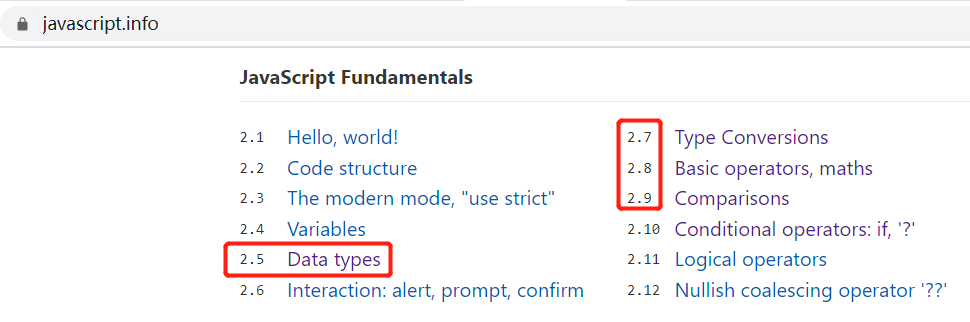 javascript.info
JavaScript Fundamentals
2.1 Hello, world!
2.2 Code structure
2.3 The modern mode, "use strict"
2.4 Variables
2.5 Data types
2.6 Interaction: alert, prompt, confirm
2.7 Type Conversions
2.8 Basic operators, maths
2.9 Comparisons
2.10 Conditional operators: if, '?'
2.11 Logical operators
2.12 Nullish coalescing operator '??'